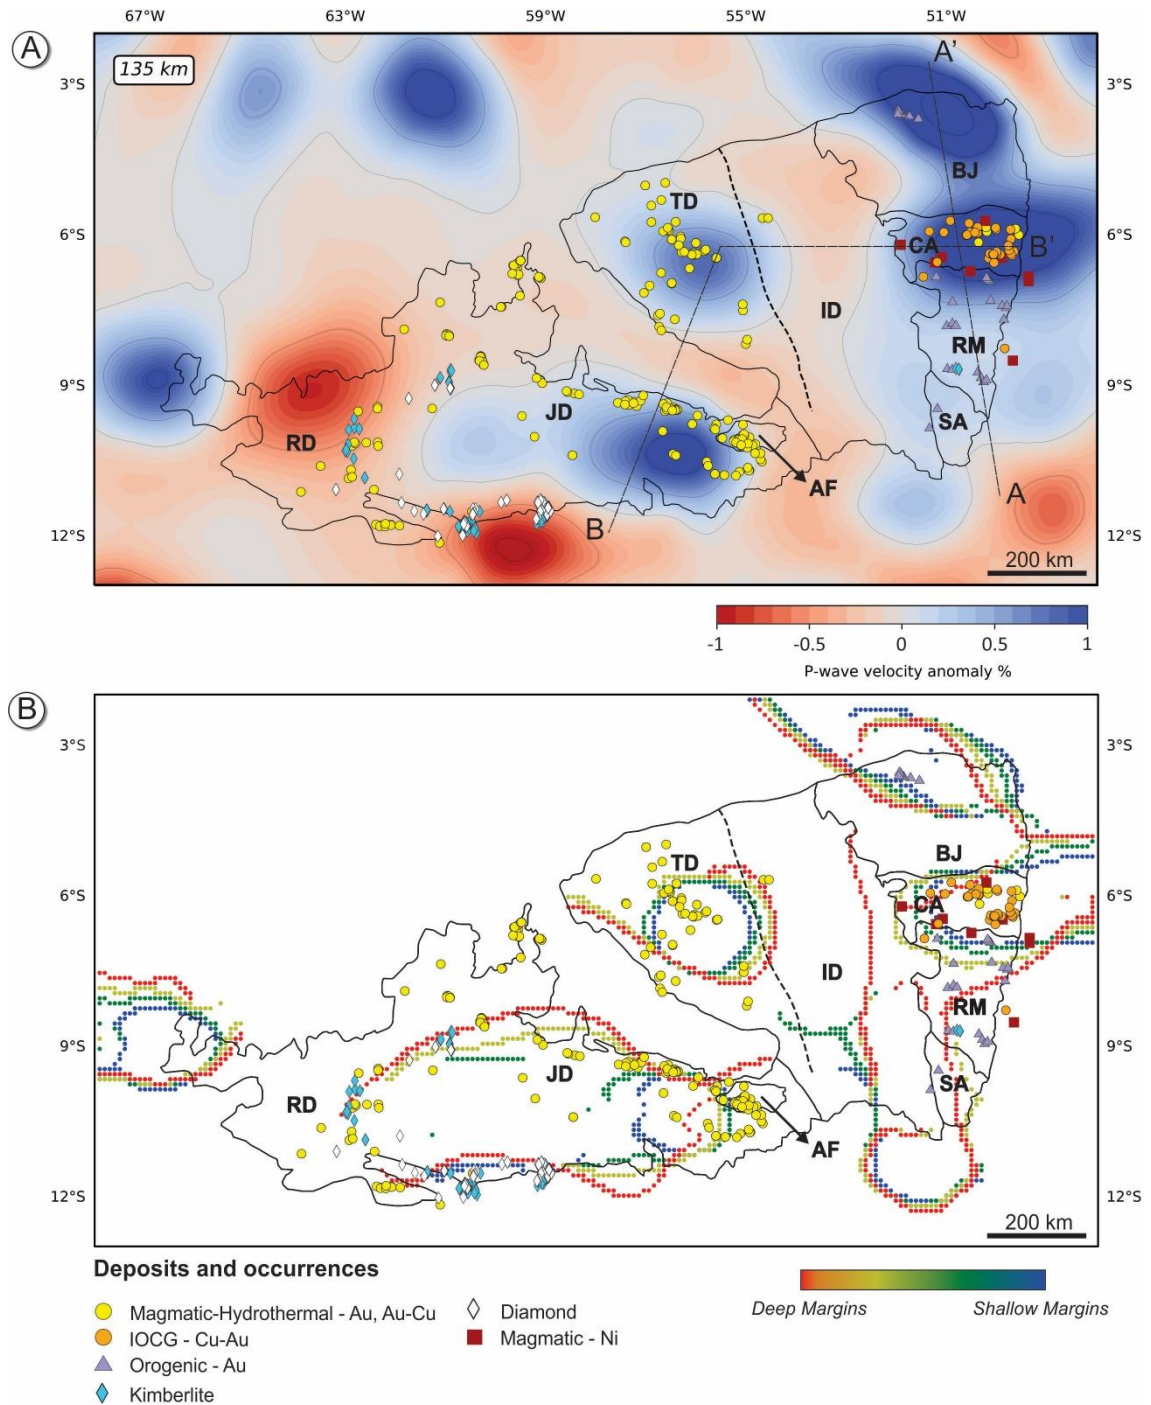 67°W 63°W 59°W 55°W 51°W
A
135 km
A'
3°S 3°S
BJ
TD
6°S CA B' 6°S
ID
RM
9°S 9°S
JD
RD SA
AF
A
B
12°S 12°S
200 km
-1 -0.5 0 0.5 1
P-wave velocity anomaly %
B
3°S 3°S
BJ
TD
6°S CA 6°S
ID
RM
9°S 9°S
JD
SA
RD
AF
12°S 12°S
200 km
Deposits and occurrences
Magmatic-Hydrothermal - Au, Au-Cu
IOCG - Cu-Au
Orogenic - Au
Kimberlite
Diamond
Magmatic - Ni
Deep Margins Shallow Margins